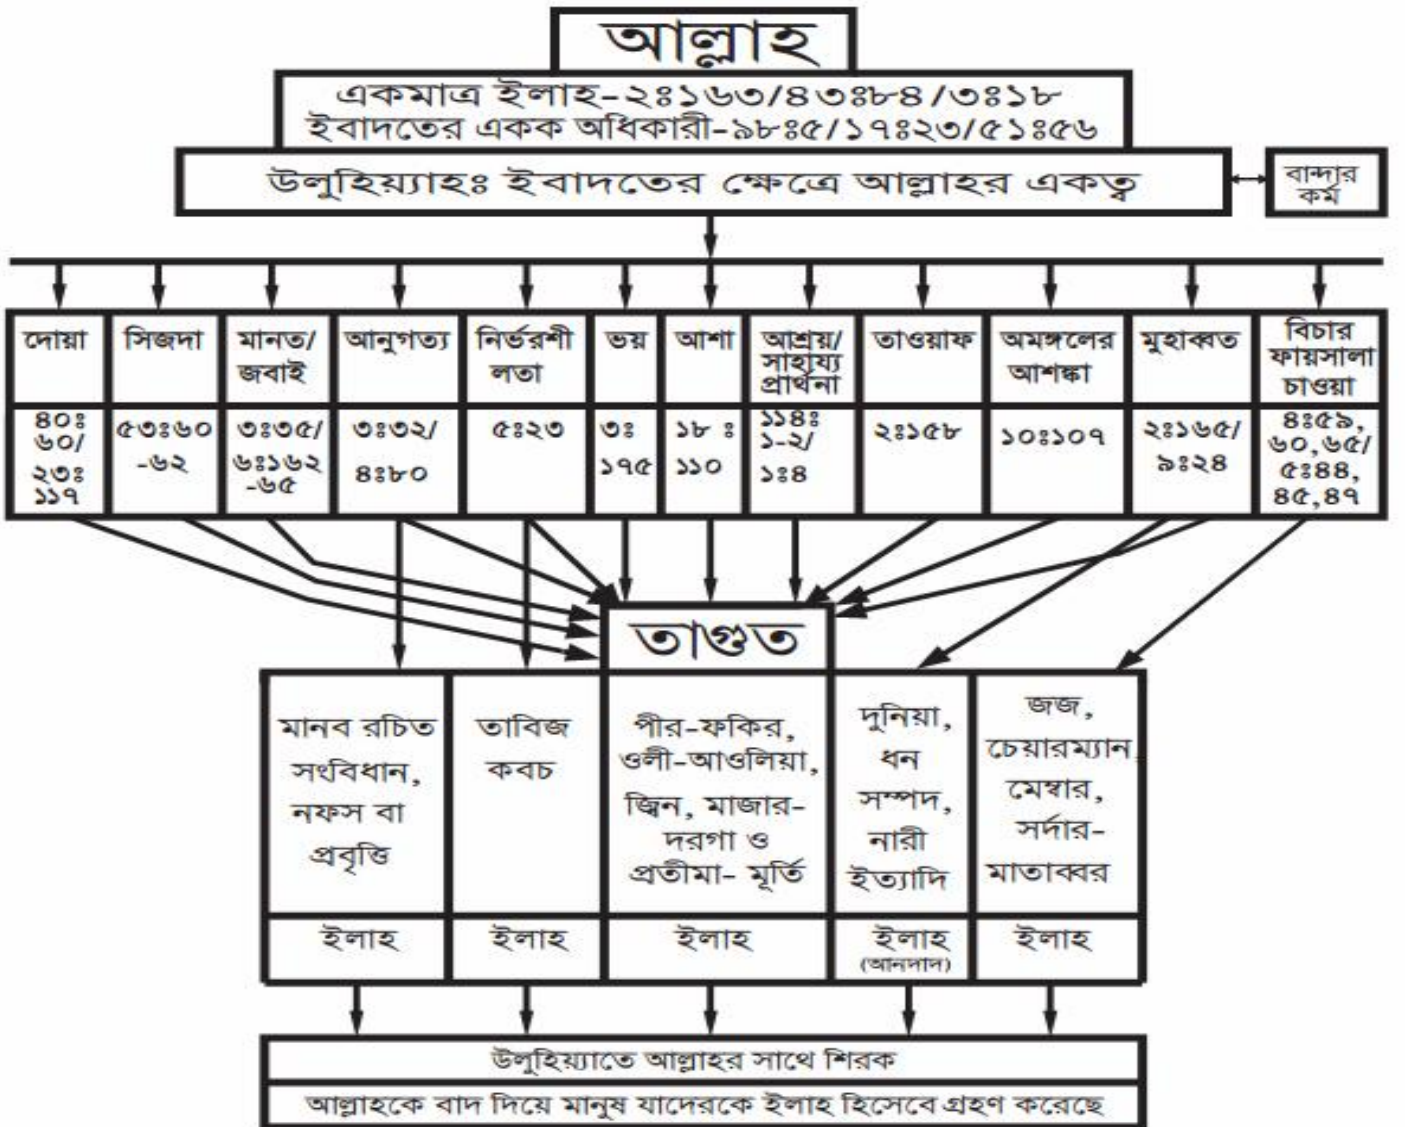 আল্লাহ
একমাত্র ইলাহ-২ঃ১৬৩/৪৩ঃ৮৪/৩ঃ১৮
ইবাদতের একক অধিকারী-৯৮ঃ৫/১৭ঃ২৩/৫১ঃ৫৬
উলুহিয়্যাহঃ ইবাদতের ক্ষেত্রে আল্লাহর একত্ব
বান্দার
কর্ম
দোয়া
সিজদা
মানত/
জবাই
আনুগত্য
নির্ভরশী
লতা
ভয়
আশা
আশ্রয়/
সাহায্য
প্রার্থনা
তাওয়াফ
অমঙ্গলের
আশঙ্কা
মুহাব্বত
বিচার
ফায়সালা
চাওয়া
৪০ঃ
৬০/
২৩ঃ
১১৭
৫৩ঃ৬০
-৬২
৩ঃ৩৫/
৬ঃ১৬২
-৬৫
৩ঃ৩২/
৪ঃ৮০
৫ঃ২৩
৩ঃ
১৭৫
১৮ ঃ
১১০
১১৪ঃ
১-২/
১ঃ৪
২ঃ১৫৮
১০ঃ১০৭
২ঃ১৬৫/
৯ঃ২৪
৪ঃ৫৯,
৬০,৬৫/
৫ঃ৪৪,
৪৫,৪৭
তাগুত
মানব রচিত
সংবিধান,
নফস বা
প্রবৃত্তি
তাবিজ
কবচ
পীর-ফকির,
ওলী-আওলিয়া,
জ্বিন, মাজার-
দরগা ও
প্রতীমা- মূর্তি
দুনিয়া,
ধন
সম্পদ,
নারী
ইত্যাদি
জজ,
চেয়ারম্যান,
মেম্বার,
সর্দার-
মাতাব্বর
ইলাহ
ইলাহ
ইলাহ
ইলাহ
(আনদাদ)
ইলাহ
উলুহিয়্যাতে আল্লাহর সাথে শিরক
আল্লাহকে বাদ দিয়ে মানুষ যাদেরকে ইলাহ হিসেবে গ্রহণ করেছে